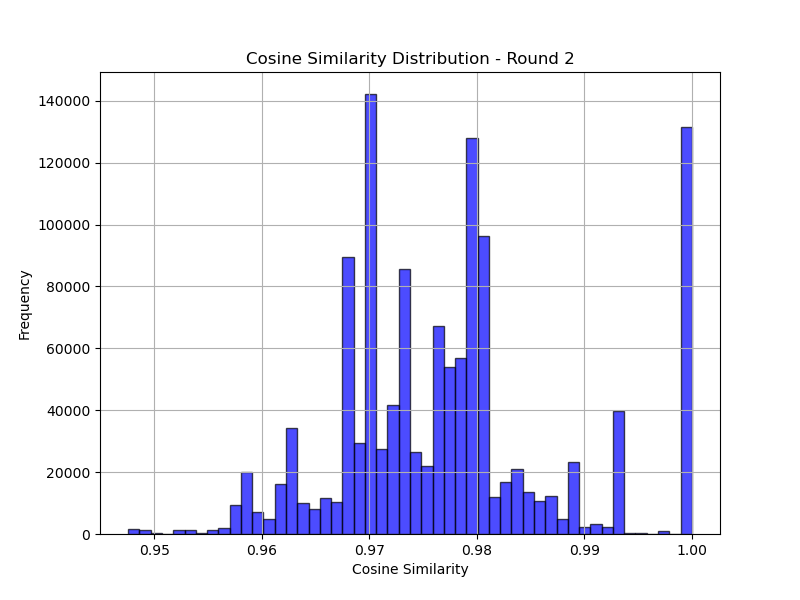 Cosine Similarity Distribution - Round 2
140000
120000
100000
80000
60000
40000
20000
0
Frequency
0.95 0.96 0.97 0.98 0.99 1.00
Cosine Similarity